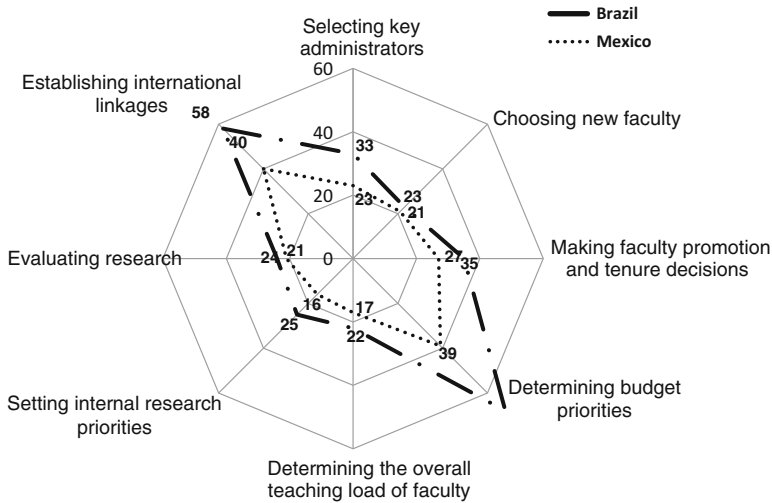 Brazil
Mexico
Selecting key
administrators
60
Establishing international
linkages
58
Choosing new faculty
40
40
33
20
23
23
21
Evaluating research
24
21
0
27
35
Making faculty promotion
and tenure decisions
16
17
25
22
39
Setting internal research
priorities
Determining budget
priorities
Determining the overall
teaching load of faculty